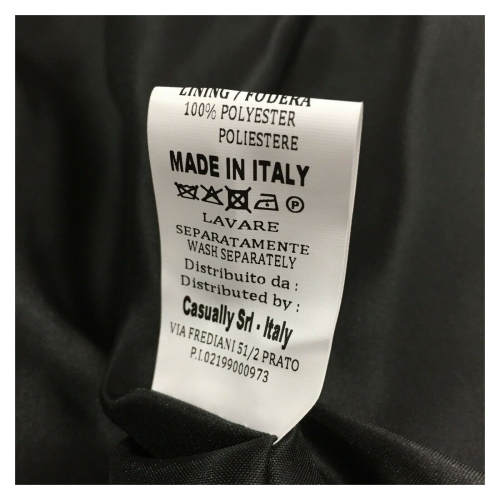 LINING / FODERA
100% POLYESTER
POLIESTERE
MADE IN ITALY
P
LAVARE
SEPARATAMENTE
WASH SEPARATELY
Distribuito da :
Distributed by :
Casually Srl - Italy
VIA FREDIANI 51/2 PRATO
P.I.02199000973